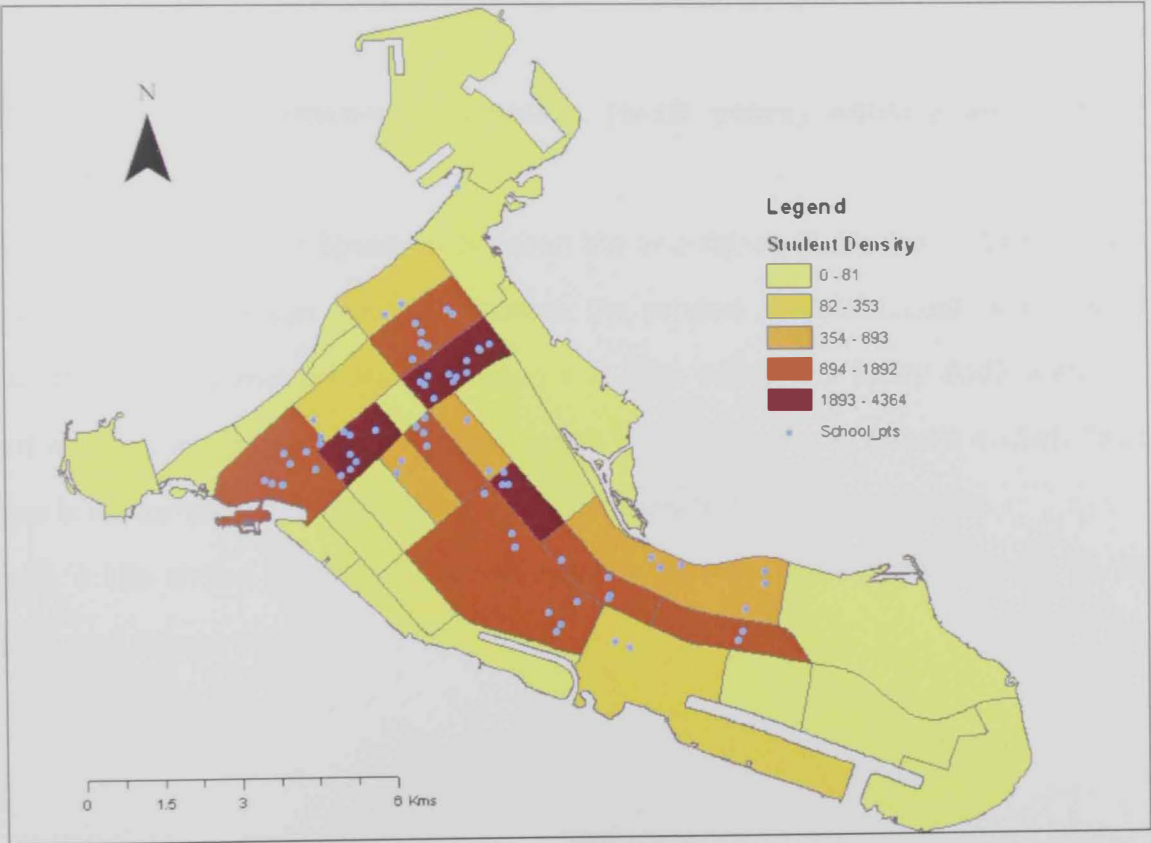 N
Legend
Student Density
0 - 81
82 - 353
354 - 893
894 - 1892
1893 - 4364
School_pts
0 1.5 3 6 Kms